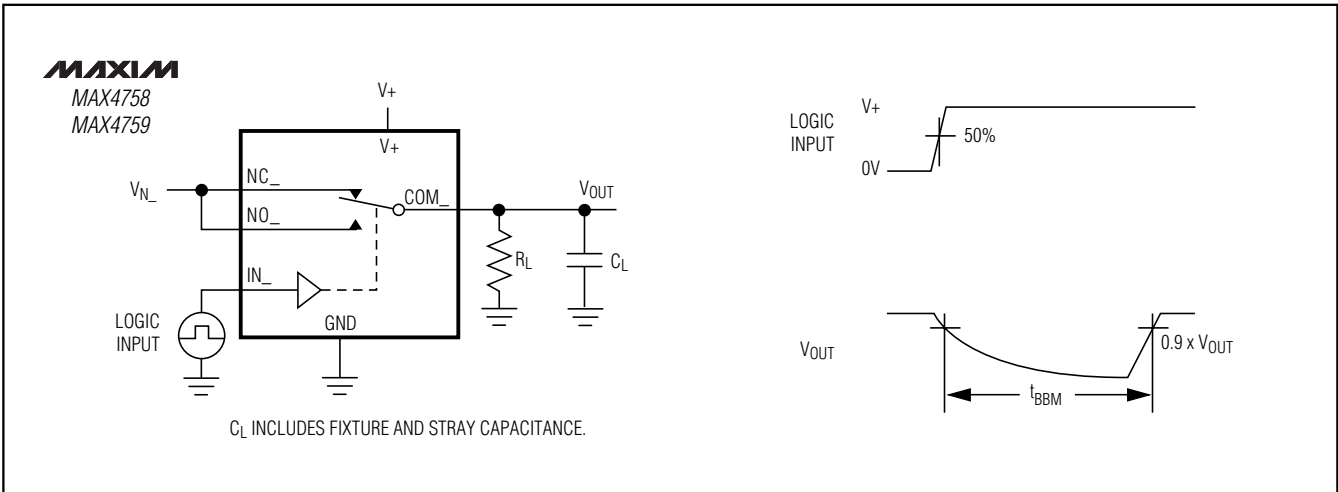 MAXIM
MAX4758
MAX4759
V+
V+
NC_
V_N_
COM_
V_OUT
NO_
R_L
C_L
IN_
LOGIC
INPUT
GND
C_L INCLUDES FIXTURE AND STRAY CAPACITANCE.
LOGIC
INPUT
V+
50%
0V
V_OUT
0.9 x V_OUT
t_BBM